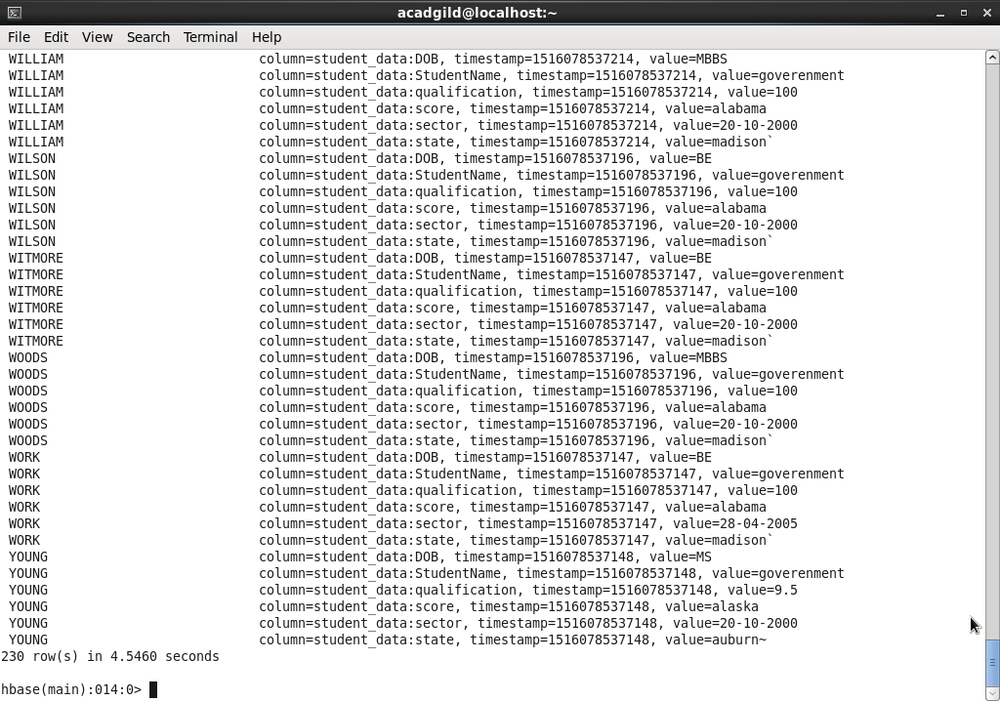 acadgild@localhost:~
File Edit View Search Terminal Help
WILLIAM column=student_data:DOB, timestamp=1516078537214, value=MBBS
WILLIAM column=student_data:StudentName, timestamp=1516078537214, value=government
WILLIAM column=student_data:qualification, timestamp=1516078537214, value=100
WILLIAM column=student_data:score, timestamp=1516078537214, value=alabama
WILLIAM column=student_data:sector, timestamp=1516078537214, value=20-10-2000
WILLIAM column=student_data:state, timestamp=1516078537214, value=madison`
WILSON column=student_data:DOB, timestamp=1516078537196, value=BE
WILSON column=student_data:StudentName, timestamp=1516078537196, value=government
WILSON column=student_data:qualification, timestamp=1516078537196, value=100
WILSON column=student_data:score, timestamp=1516078537196, value=alabama
WILSON column=student_data:sector, timestamp=1516078537196, value=20-10-2000
WILSON column=student_data:state, timestamp=1516078537196, value=madison`
WITMORE column=student_data:DOB, timestamp=1516078537147, value=BE
WITMORE column=student_data:StudentName, timestamp=1516078537147, value=government
WITMORE column=student_data:qualification, timestamp=1516078537147, value=100
WITMORE column=student_data:score, timestamp=1516078537147, value=alabama
WITMORE column=student_data:sector, timestamp=1516078537147, value=20-10-2000
WITMORE column=student_data:state, timestamp=1516078537147, value=madison`
WOODS column=student_data:DOB, timestamp=1516078537196, value=MBBS
WOODS column=student_data:StudentName, timestamp=1516078537196, value=government
WOODS column=student_data:qualification, timestamp=1516078537196, value=100
WOODS column=student_data:score, timestamp=1516078537196, value=alabama
WOODS column=student_data:sector, timestamp=1516078537196, value=20-10-2000
WOODS column=student_data:state, timestamp=1516078537196, value=madison`
WORK column=student_data:DOB, timestamp=1516078537147, value=BE
WORK column=student_data:StudentName, timestamp=1516078537147, value=government
WORK column=student_data:qualification, timestamp=1516078537147, value=100
WORK column=student_data:score, timestamp=1516078537147, value=alabama
WORK column=student_data:sector, timestamp=1516078537147, value=28-04-2005
WORK column=student_data:state, timestamp=1516078537147, value=madison`
YOUNG column=student_data:DOB, timestamp=1516078537148, value=MS
YOUNG column=student_data:StudentName, timestamp=1516078537148, value=government
YOUNG column=student_data:qualification, timestamp=1516078537148, value=9.5
YOUNG column=student_data:score, timestamp=1516078537148, value=alaska
YOUNG column=student_data:sector, timestamp=1516078537148, value=20-10-2000
YOUNG column=student_data:state, timestamp=1516078537148, value=auburn~
230 row(s) in 4.5460 seconds
hbase(main):014:0>